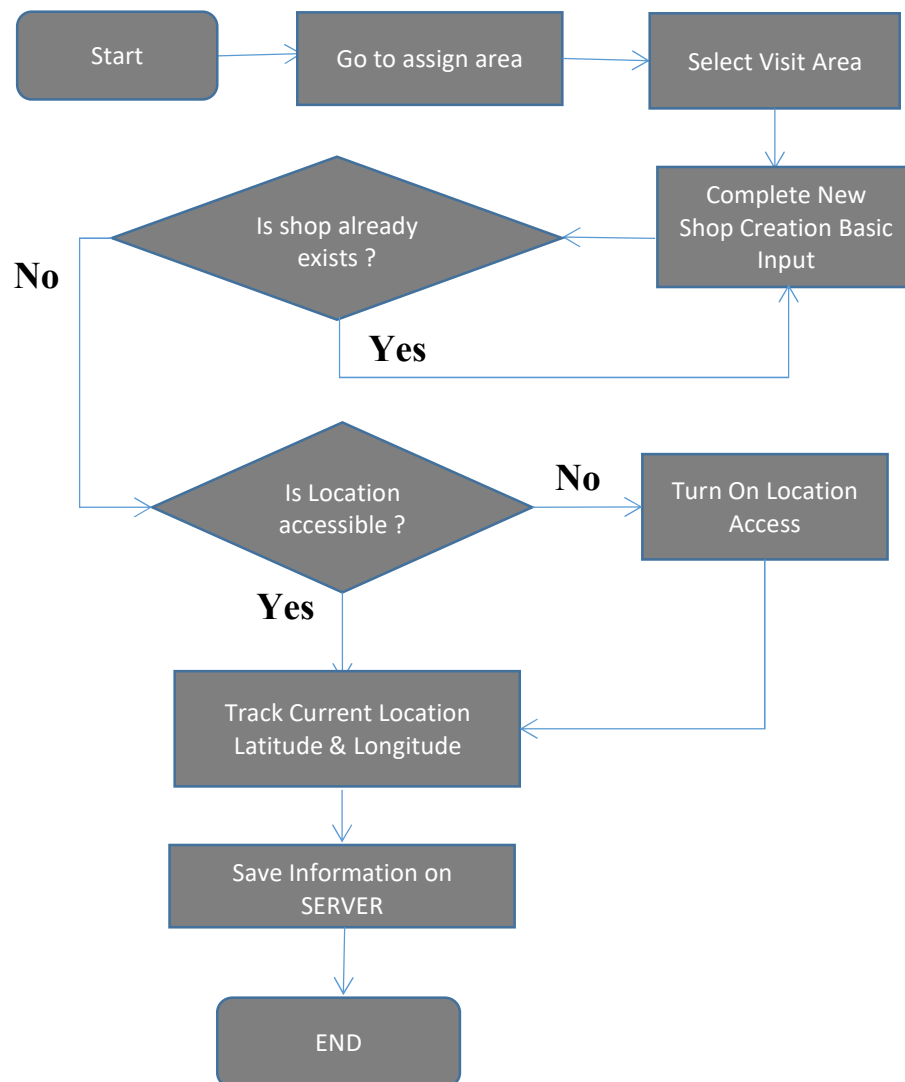 Start
Go to assign area
Select Visit Area
Complete New
Shop Creation Basic
Input
Is shop already
exists ?
No
Yes
Is Location
accessible ?
No
Turn On Location
Access
Yes
Track Current Location
Latitude & Longitude
Save Information on
SERVER
END